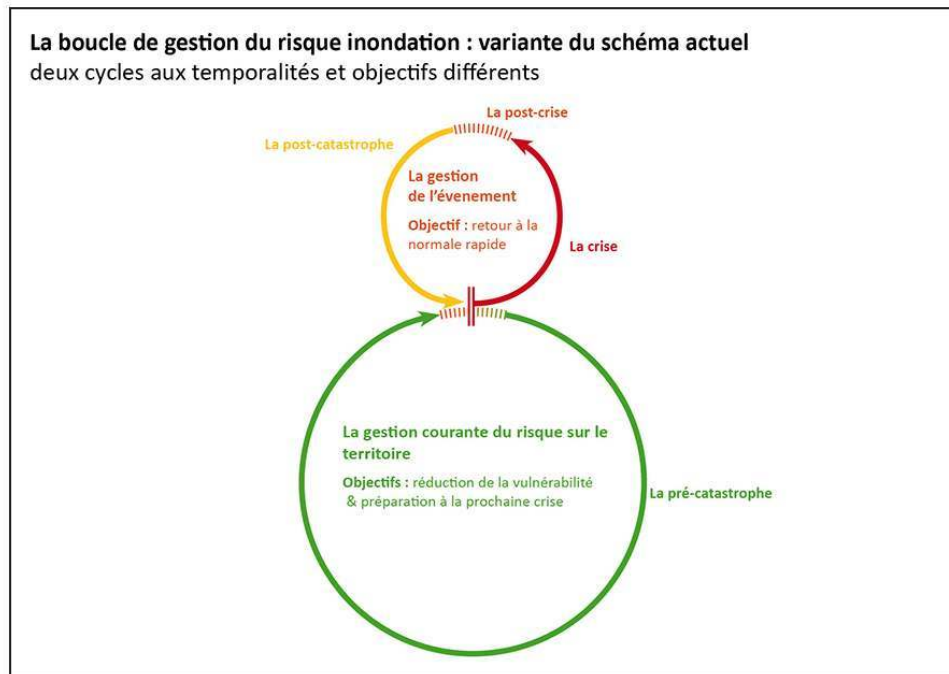 La boucle de gestion du risque inondation : variante du schéma actuel
deux cycles aux temporalités et objectifs différents
La post-crise
La post-catastrophe
La gestion
de l'évenement
Objectif : retour à la
normale rapide
La crise
La gestion courante du risque sur le
territoire
Objectifs : réduction de la vulnérabilité
& préparation à la prochaine crise
La pré-catastrophe